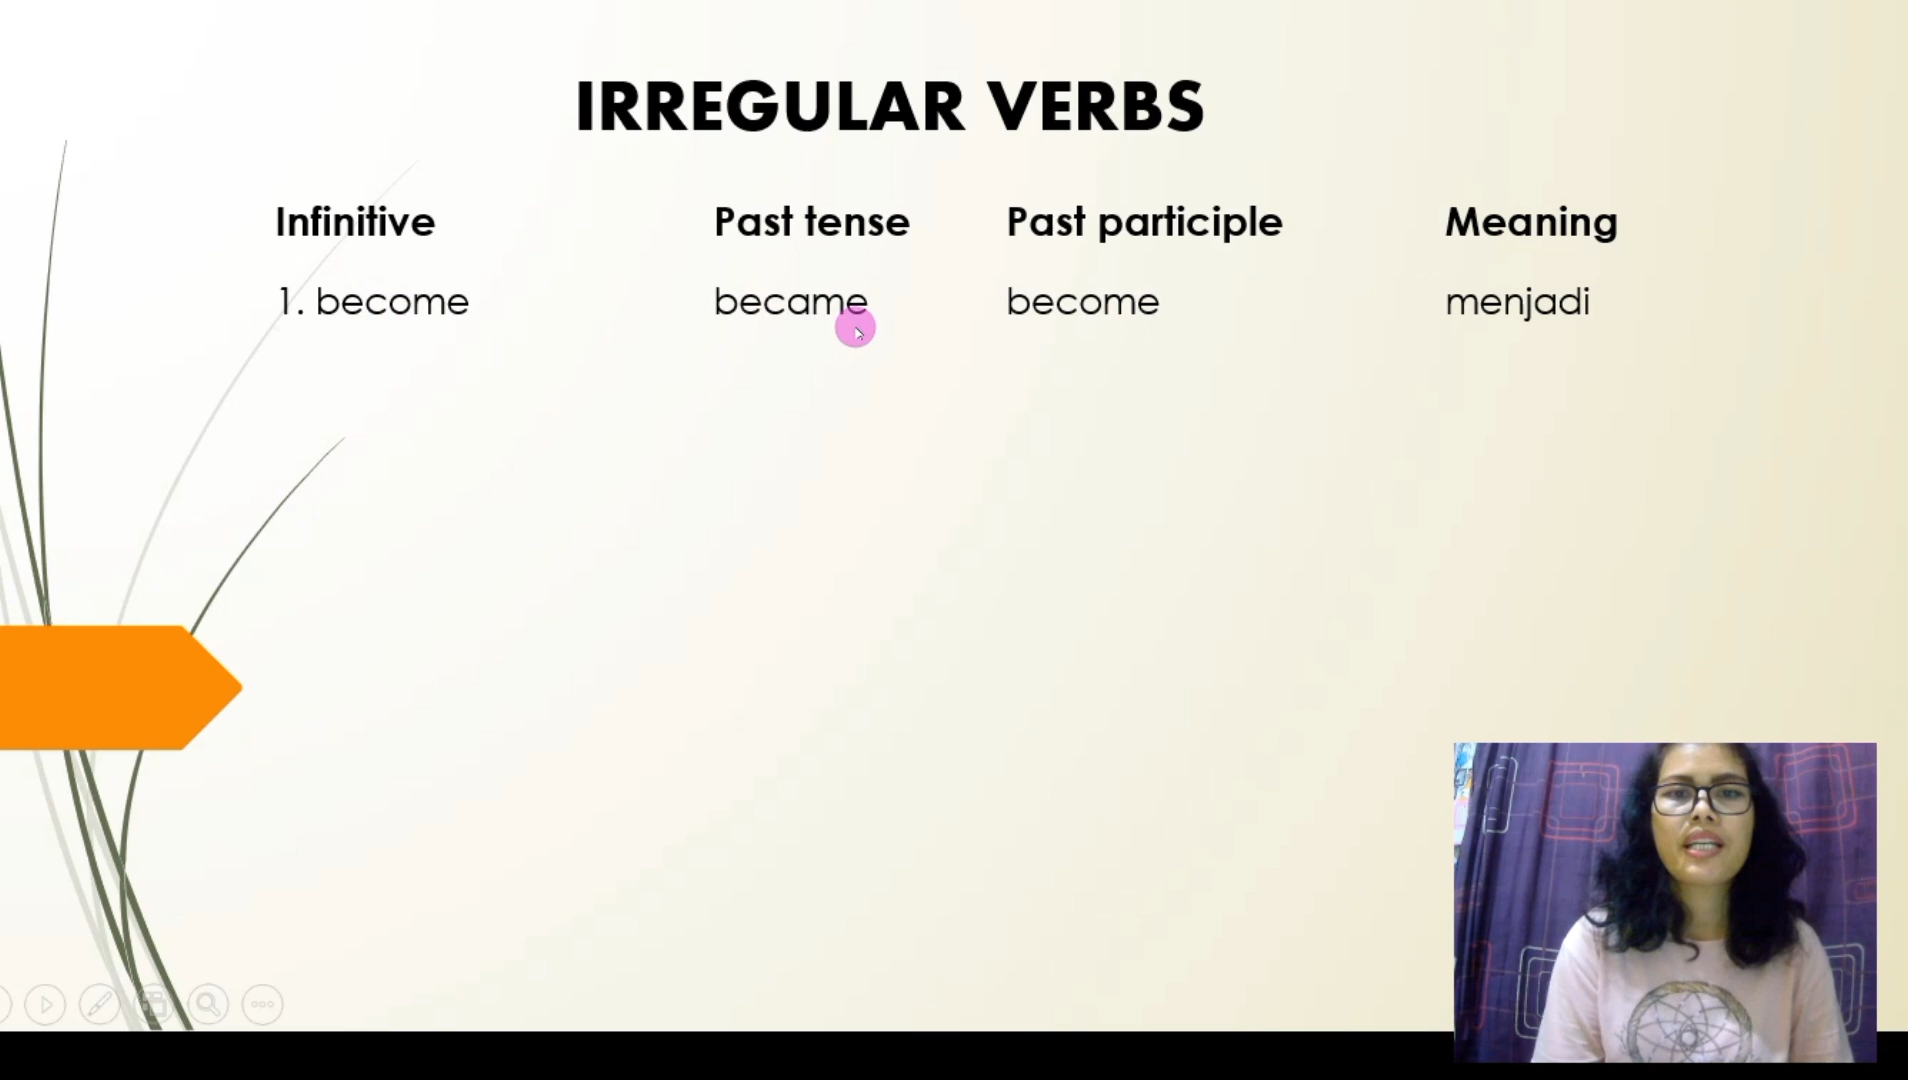 IRREGULAR VERBS
Infinitive Past tense Past participle Meaning
1. become became become menjadi